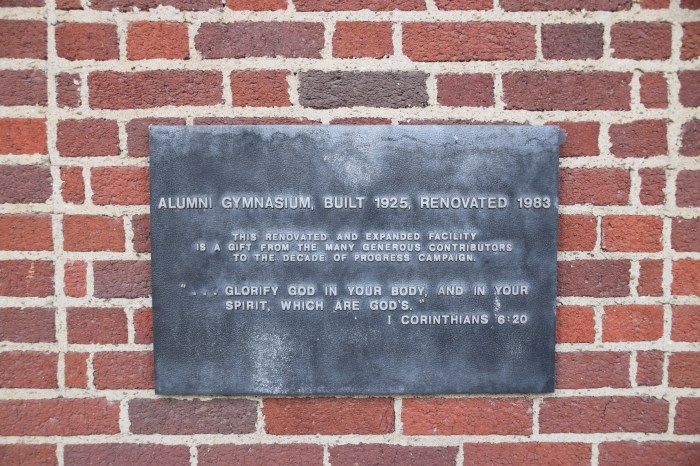 ALUMNI GYMNASIUM, BUILT 1925, RENOVATED 1983
THIS RENOVATED AND EXPANDED FACILITY
IS A GIFT FROM THE MANY GENEROUS CONTRIBUTORS
TO THE DECADE OF PROGRESS CAMPAIGN.
". . . GLORIFY GOD IN YOUR BODY, AND IN YOUR
SPIRIT, WHICH ARE GOD'S. "
I CORINTHIANS 6:20